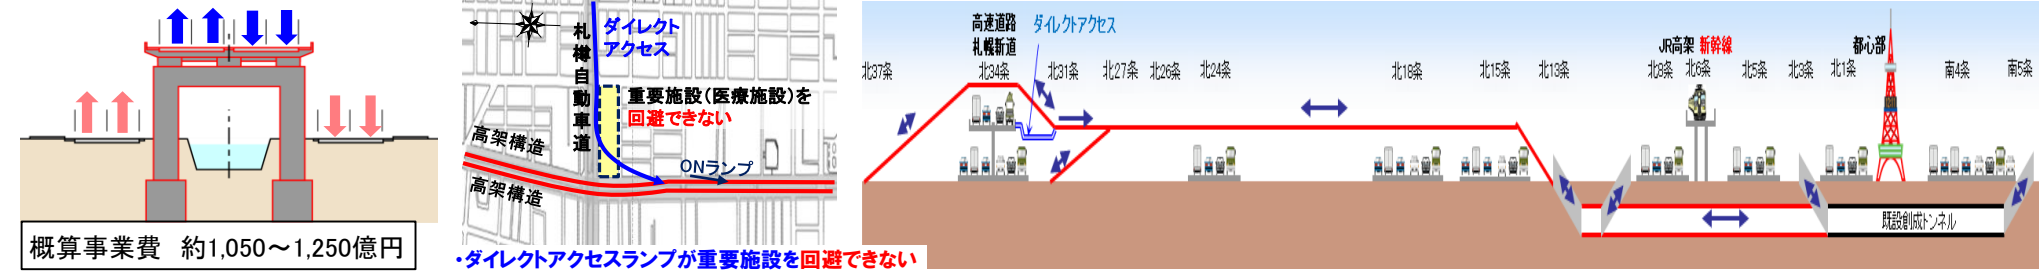 概算事業費　約1,050～1,250億円
札樽自動車道
ダイレクト
アクセス
重要施設(医療施設)を
回避できない
高架構造
高架構造
ONランプ
・ダイレクトアクセスランプが重要施設を回避できない
高速道路
札幌新道
ダイレクトアクセス
JR高架 新幹線
都心部
北37条 北34条 北31条 北27条 北26条 北24条 北18条 北15条 北13条 北8条 北6条 北5条 北3条 北1条 南4条 南5条
既設創成トンネル